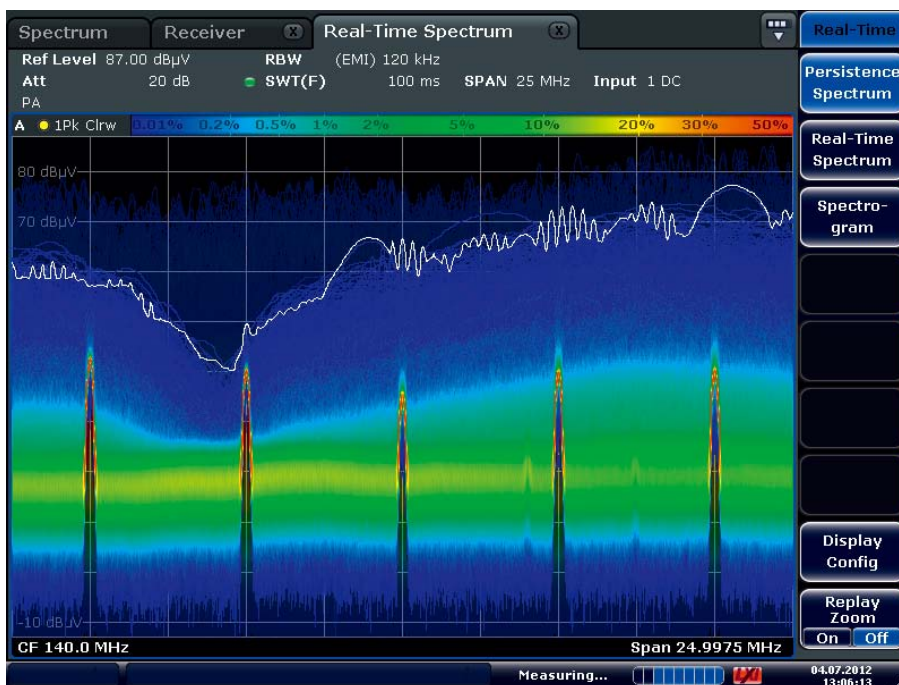 Spectrum Receiver X Real-Time Spectrum X
Real-Time
Ref Level 87.00 dBµV RBW (EMI) 120 kHz
Att 20 dB SWT(F) 100 ms SPAN 25 MHz Input 1 DC
PA
A 1Pk Clrw 0.01% 0.2% 0.5% 1% 2% 5% 10% 20% 30% 50%
80 dBµV
70 dBµV
-10 dBµV
CF 140.0 MHz Span 24.9975 MHz
Persistence
Spectrum
Real-Time
Spectrum
Spectro-
gram
Display
Config
Replay
Zoom
On Off
Measuring... LXI 04.07.2012
13:06:13